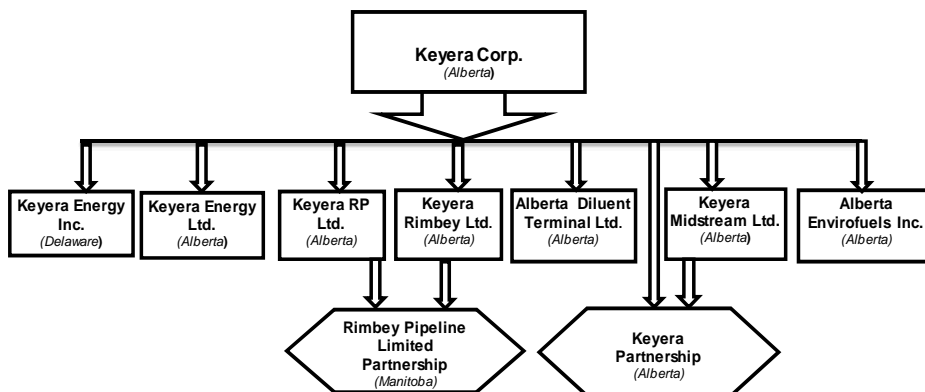 Keyera Corp.
(Alberta)
Keyera Energy
Inc.
(Delaware)
Keyera Energy
Ltd.
(Alberta)
Keyera RP
Ltd.
(Alberta)
Keyera
Rimbey Ltd.
(Alberta)
Alberta Diluent
Terminal Ltd.
(Alberta)
Keyera
Midstream Ltd.
(Alberta)
Alberta
Envirofuels Inc.
(Alberta)
Rimbey Pipeline
Limited
Partnership
(Manitoba)
Keyera
Partnership
(Alberta)